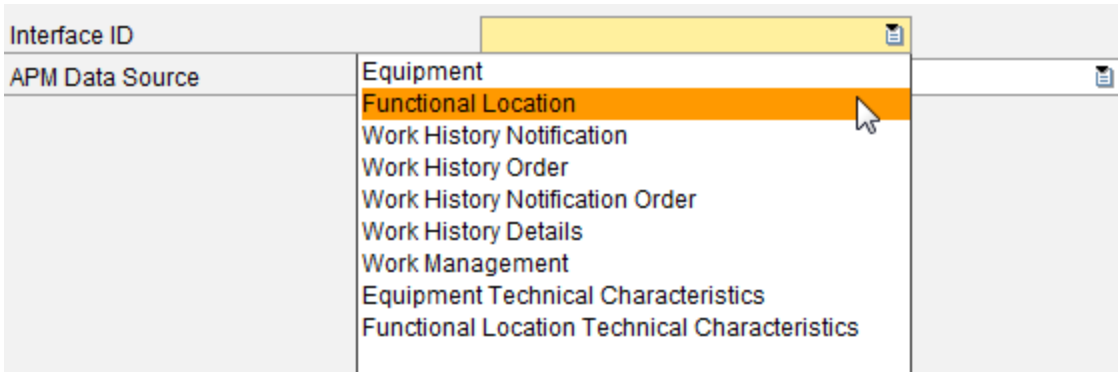 Interface ID
APM Data Source
Equipment
Functional Location
Work History Notification
Work History Order
Work History Notification Order
Work History Details
Work Management
Equipment Technical Characteristics
Functional Location Technical Characteristics